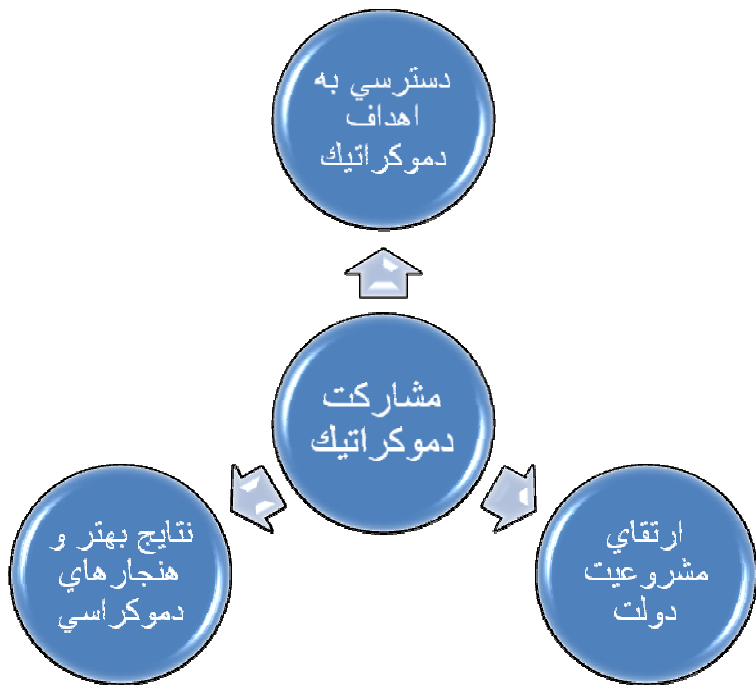 دسترسي به
اهداف
دموكراتيك
مشاركت
دموكراتيك
ارتقاي
مشروعيت
دولت
نتايج بهتر و
هنجارهاي
دموكراسي